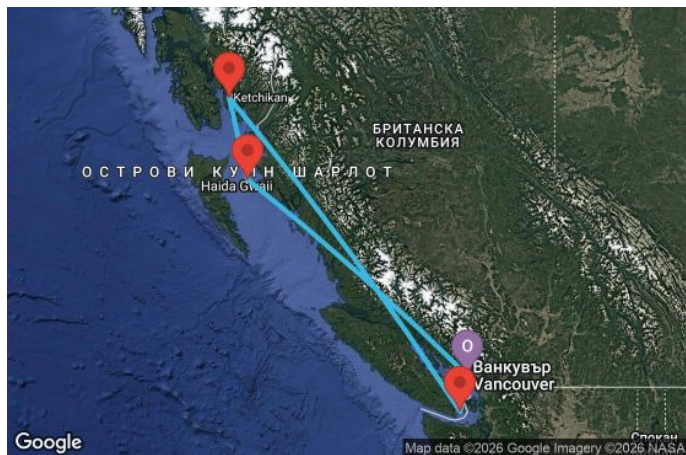 Ketchikan
БРИТАНСКА
КОЛУМБИЯ
ОСТРОВИ КУИН ШАРЛОТ
Haida Gwaii
O
Ванкувър
Vancouver
Спокан
Google
Map data ©2026 Google Imagery ©2026 NASA